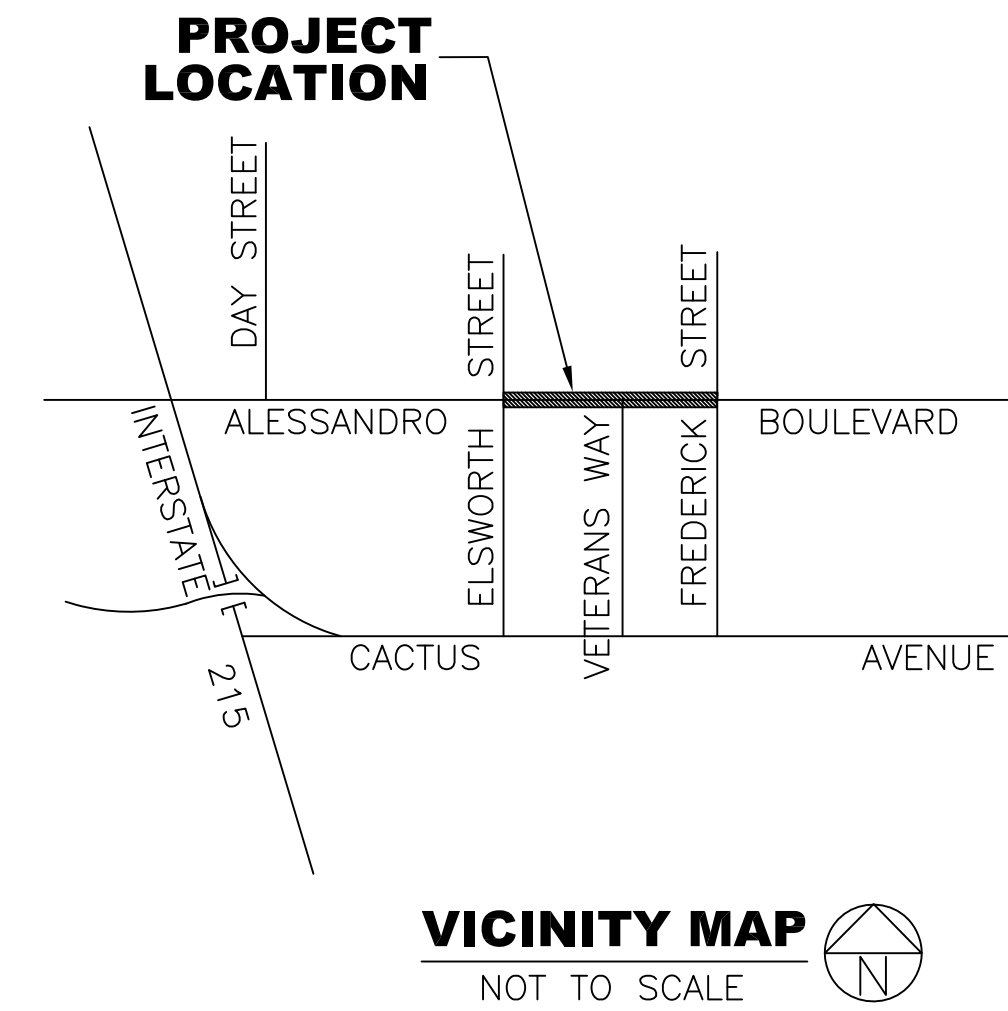 PROJECT
LOCATION
DAY STREET
ELSWORTH STREET
FREDERICK STREET
ALESSANDRO BOULEVARD
VETERANS WAY
INTERSTATE 215
CACTUS AVENUE
VICINITY MAP
NOT TO SCALE
N